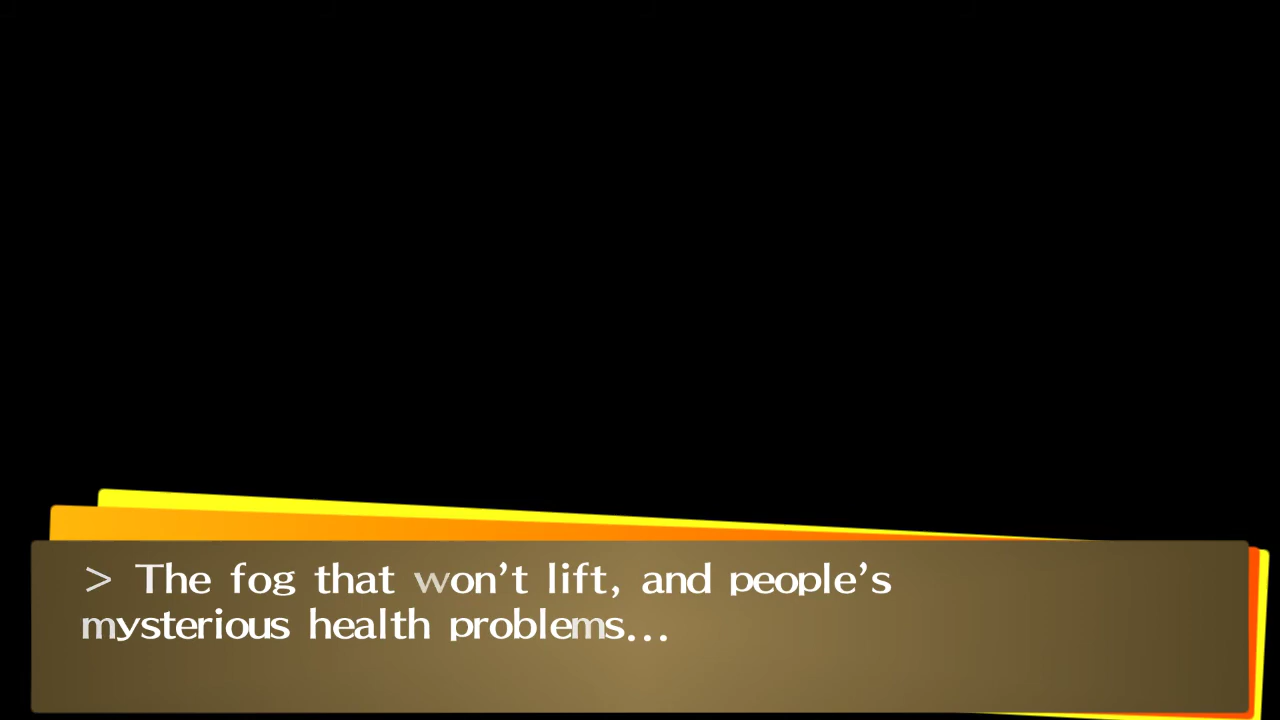 > The fog that won't lift, and people's
mysterious health problems...